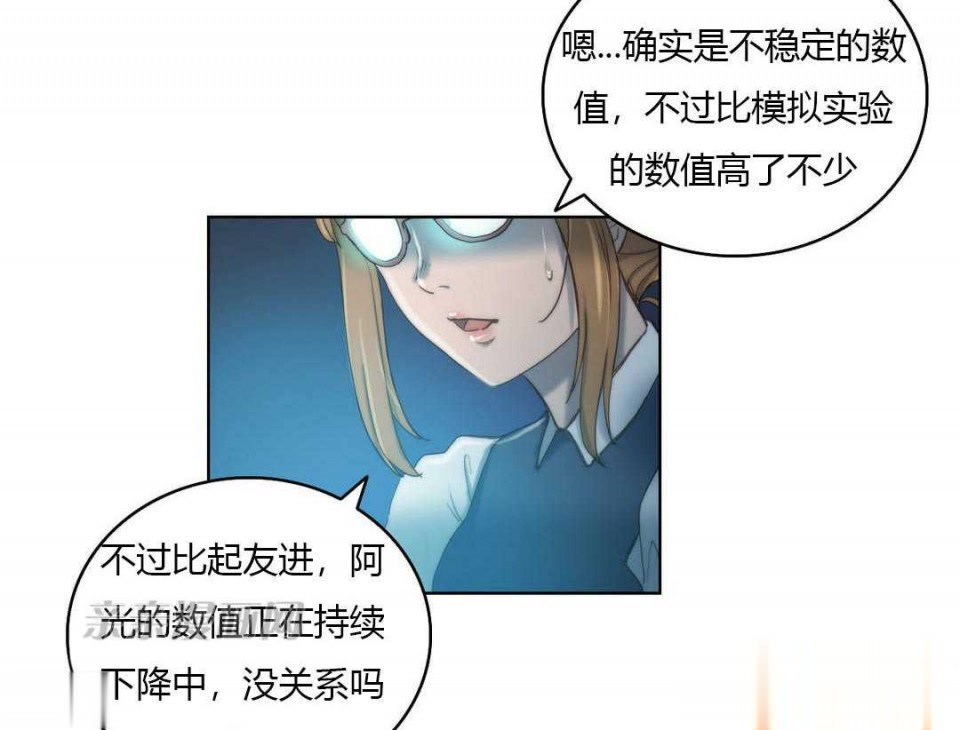 嗯...确实是不稳定的数
值，不过比模拟实验
的数值高了不少
不过比起友进，阿
光的数值正在持续
下降中，没关系吗